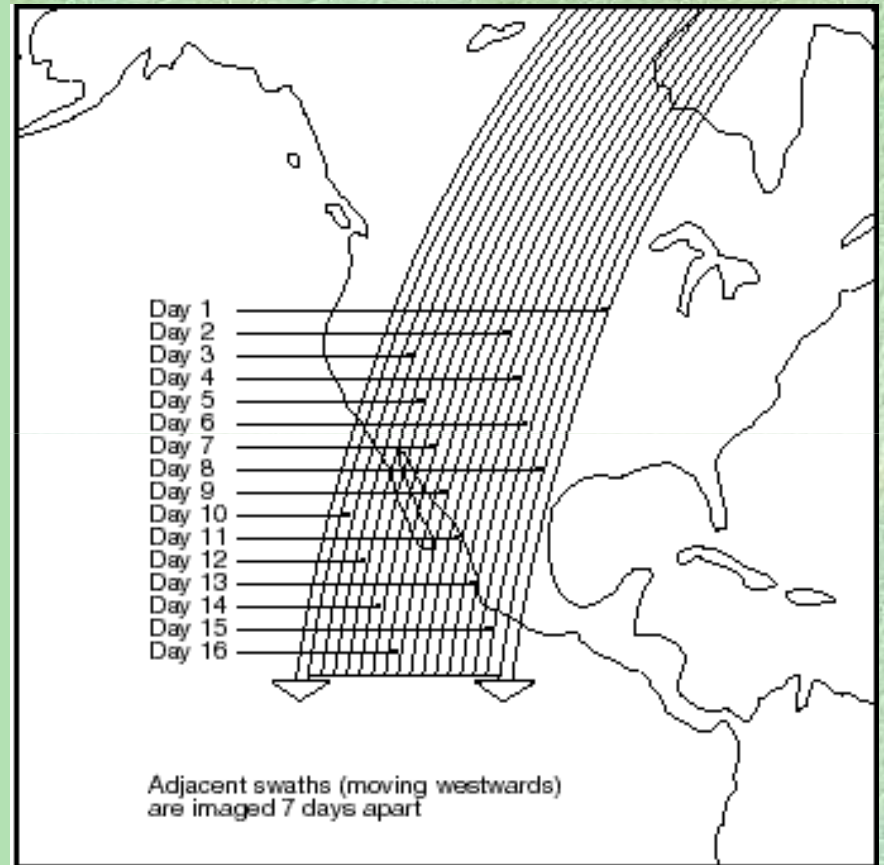 Day 1
Day 2
Day 3
Day 4
Day 5
Day 6
Day 7
Day 8
Day 9
Day 10
Day 11
Day 12
Day 13
Day 14
Day 15
Day 16
Adjacent swaths (moving westwards)
are imaged 7 days apart